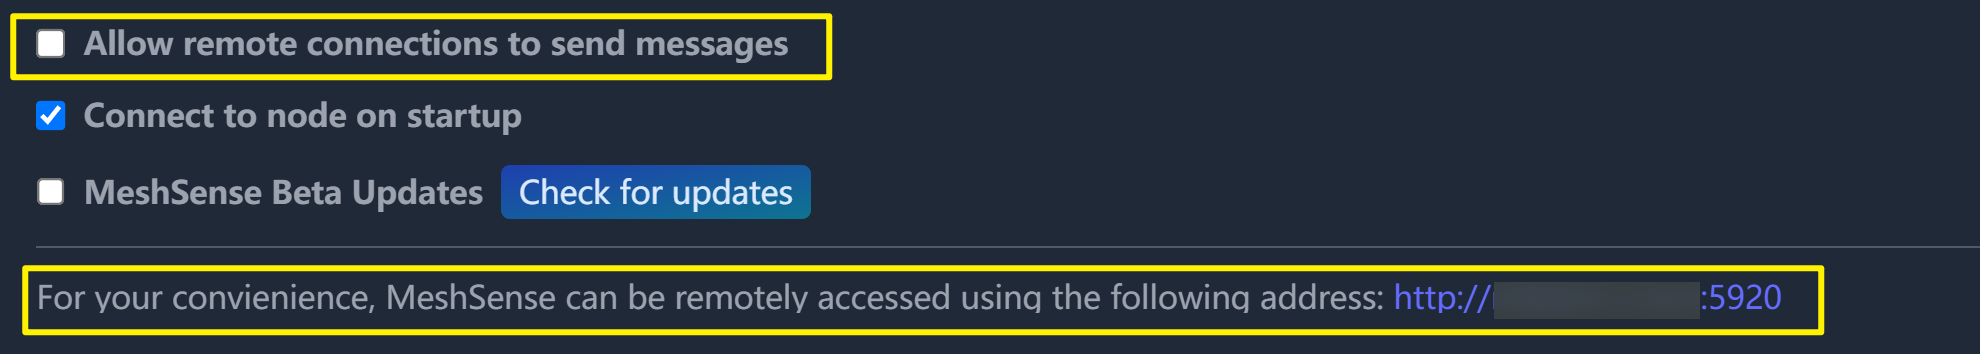 Allow remote connections to send messages
Connect to node on startup
MeshSense Beta Updates Check for updates
For your convienience, MeshSense can be remotely accessed using the following address: http:// :5920